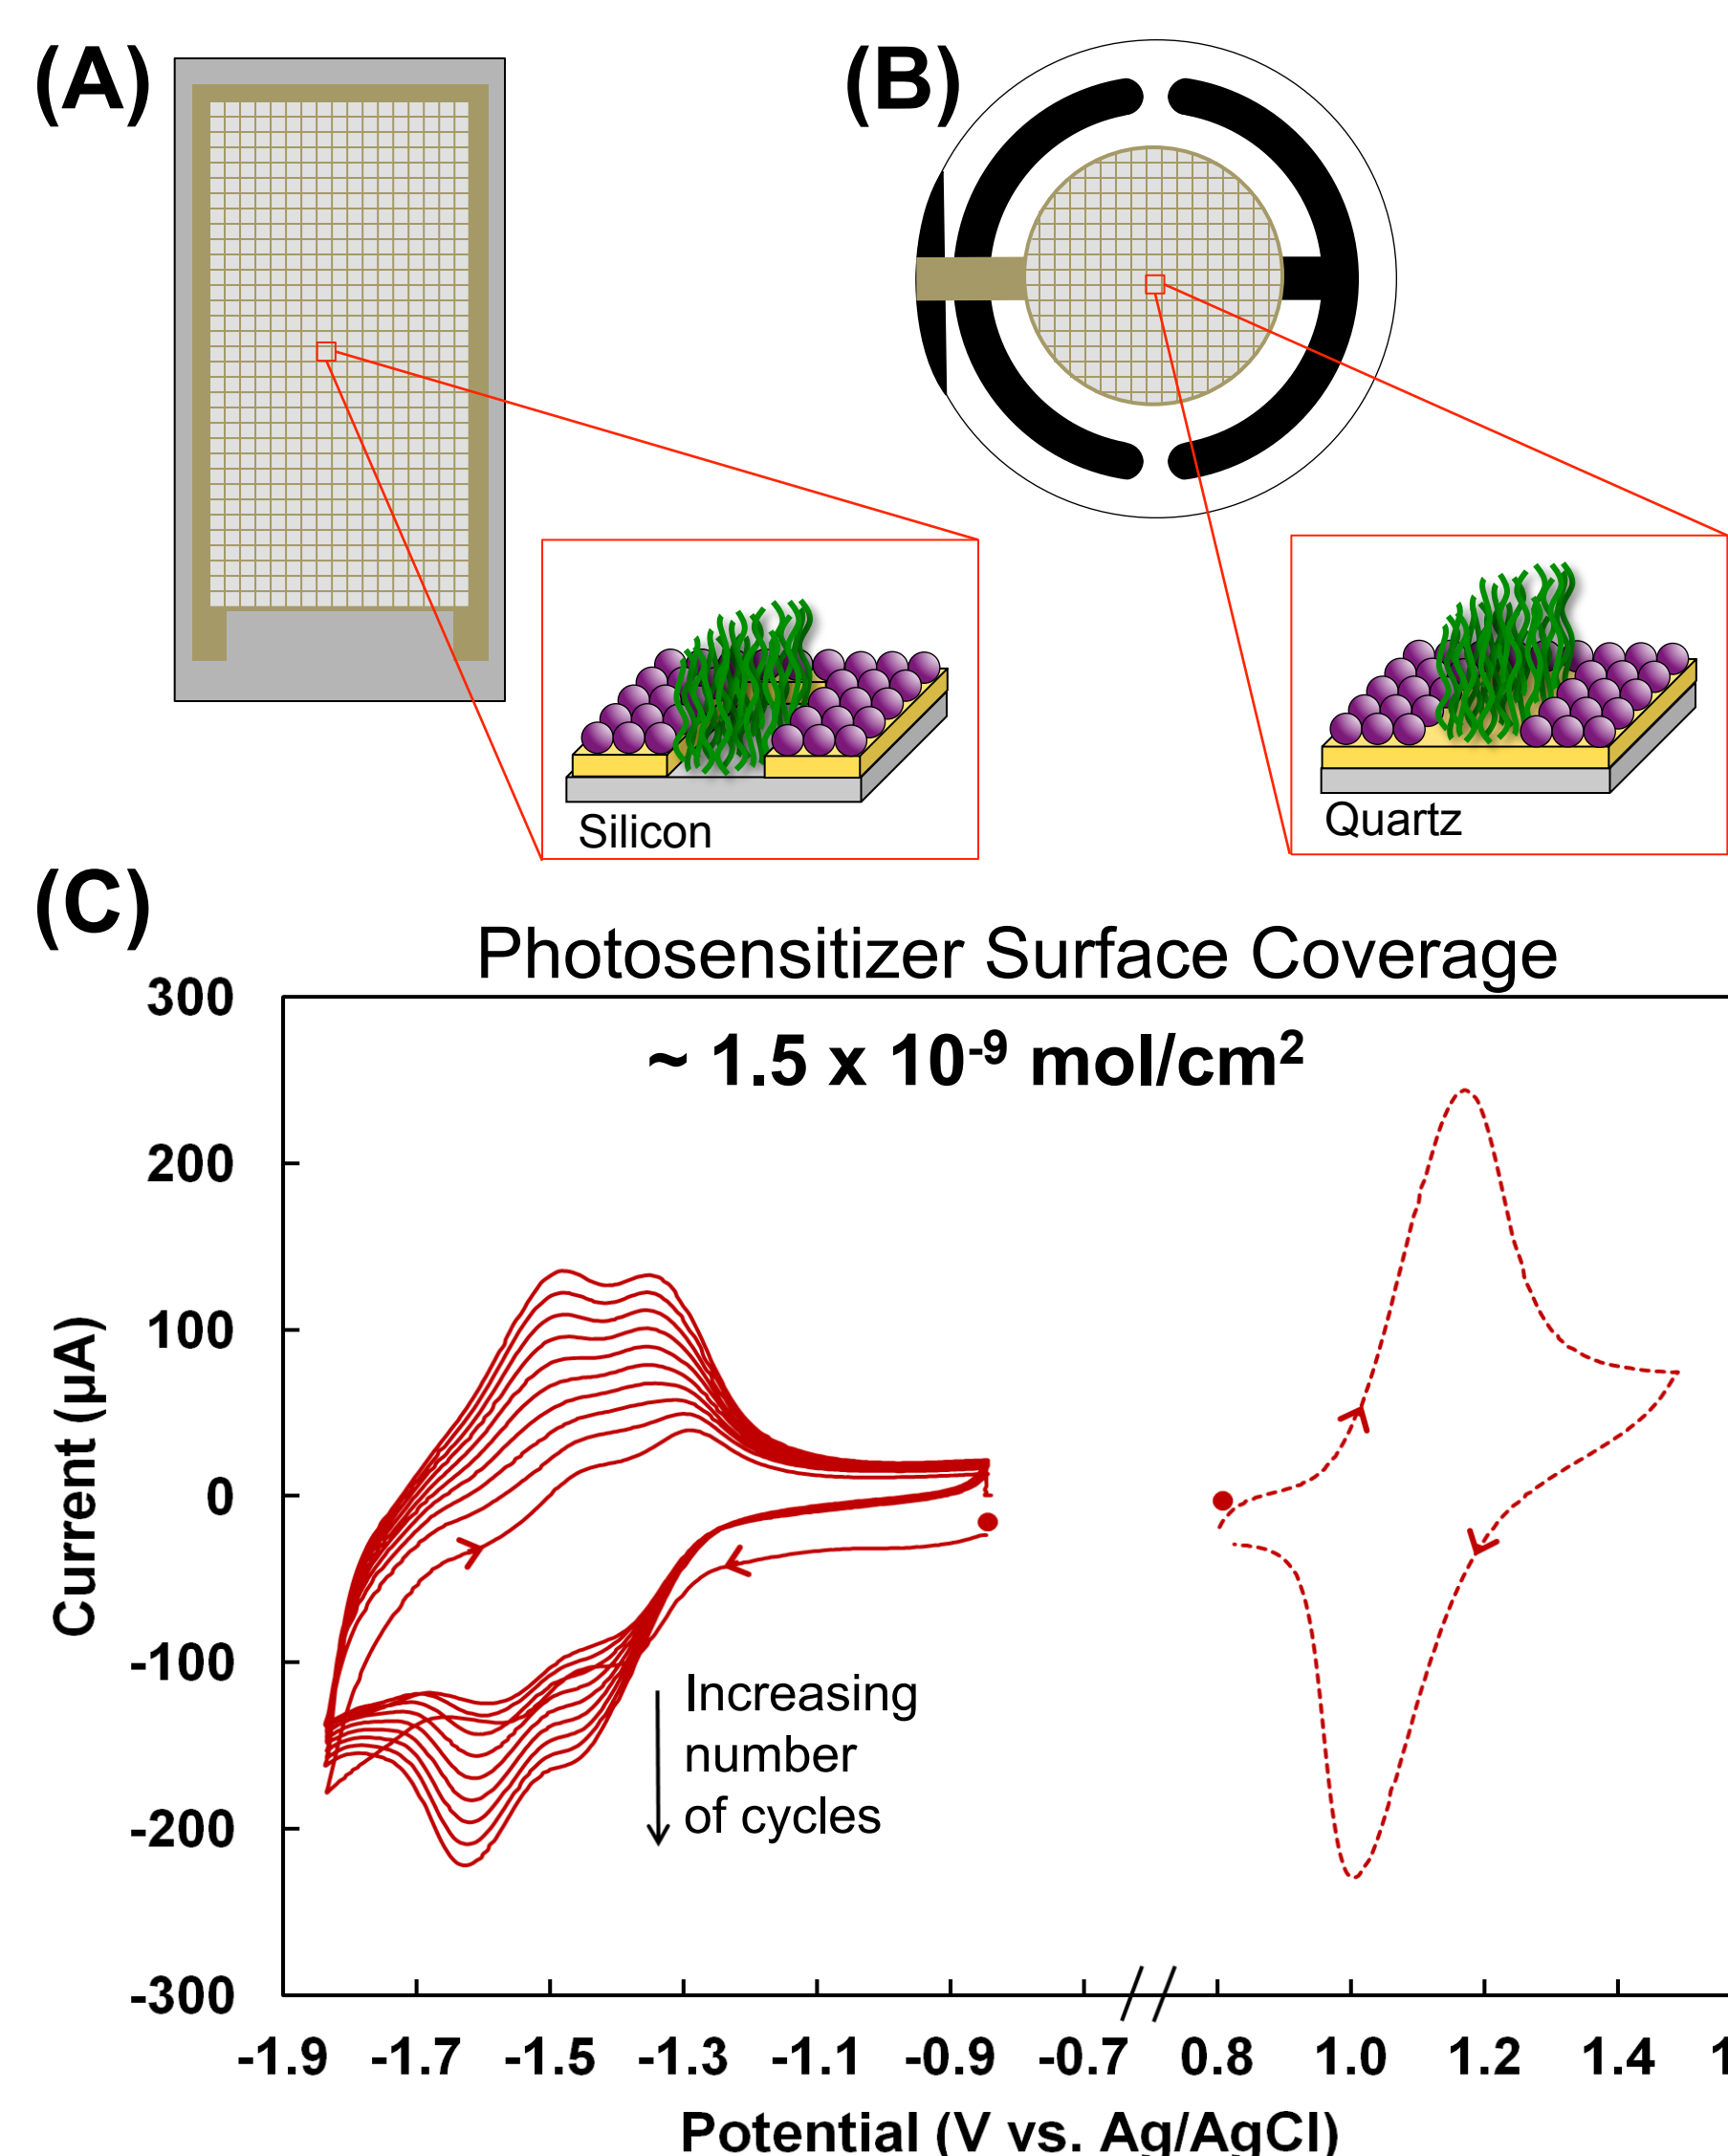 (A)
(B)
Silicon
Quartz
(C)
Photosensitizer Surface Coverage
~ 1.5 x 10⁻⁹ mol/cm²
300
200
100
0
-100
-200
-300
Current (µA)
Increasing
number
of cycles
-1.9 -1.7 -1.5 -1.3 -1.1 -0.9 -0.7 0.8 1.0 1.2 1.4
Potential (V vs. Ag/AgCl)